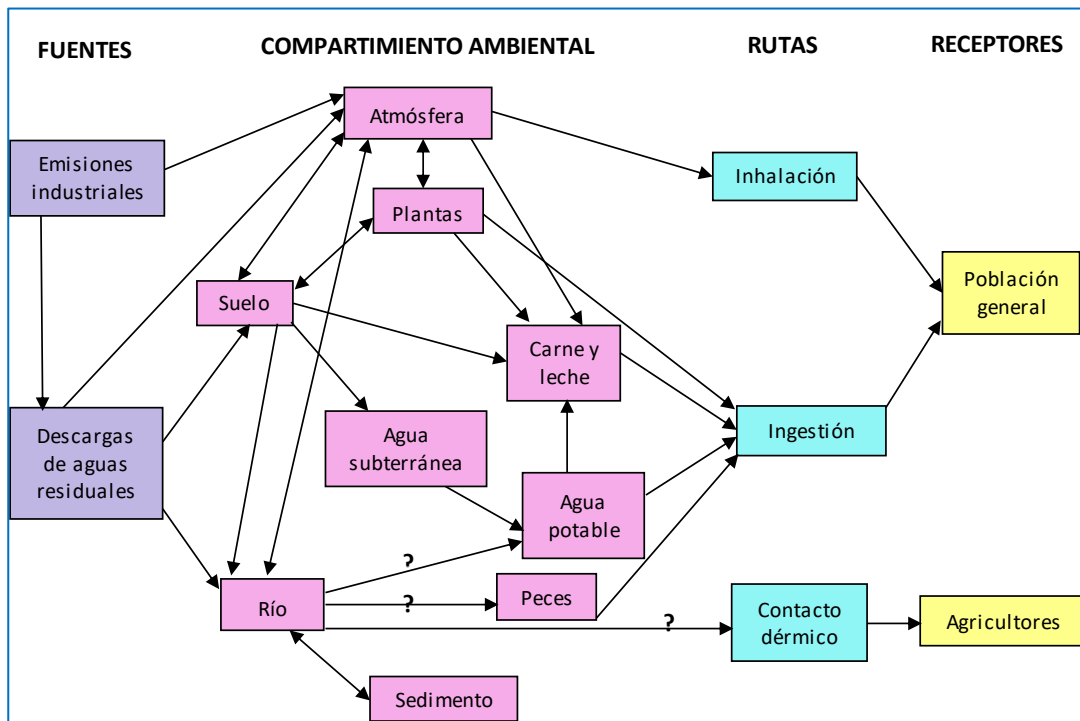 FUENTES
COMPARTIMIENTO AMBIENTAL
RUTAS
RECEPTORES
Atmósfera
Emisiones
industriales
Inhalación
Plantas
Población
general
Suelo
Carne y
leche
Descargas
de aguas
residuales
Agua
subterránea
Ingestión
Agua
potable
?
Río
?
Peces
?
Contacto
dérmico
Agricultores
Sedimento